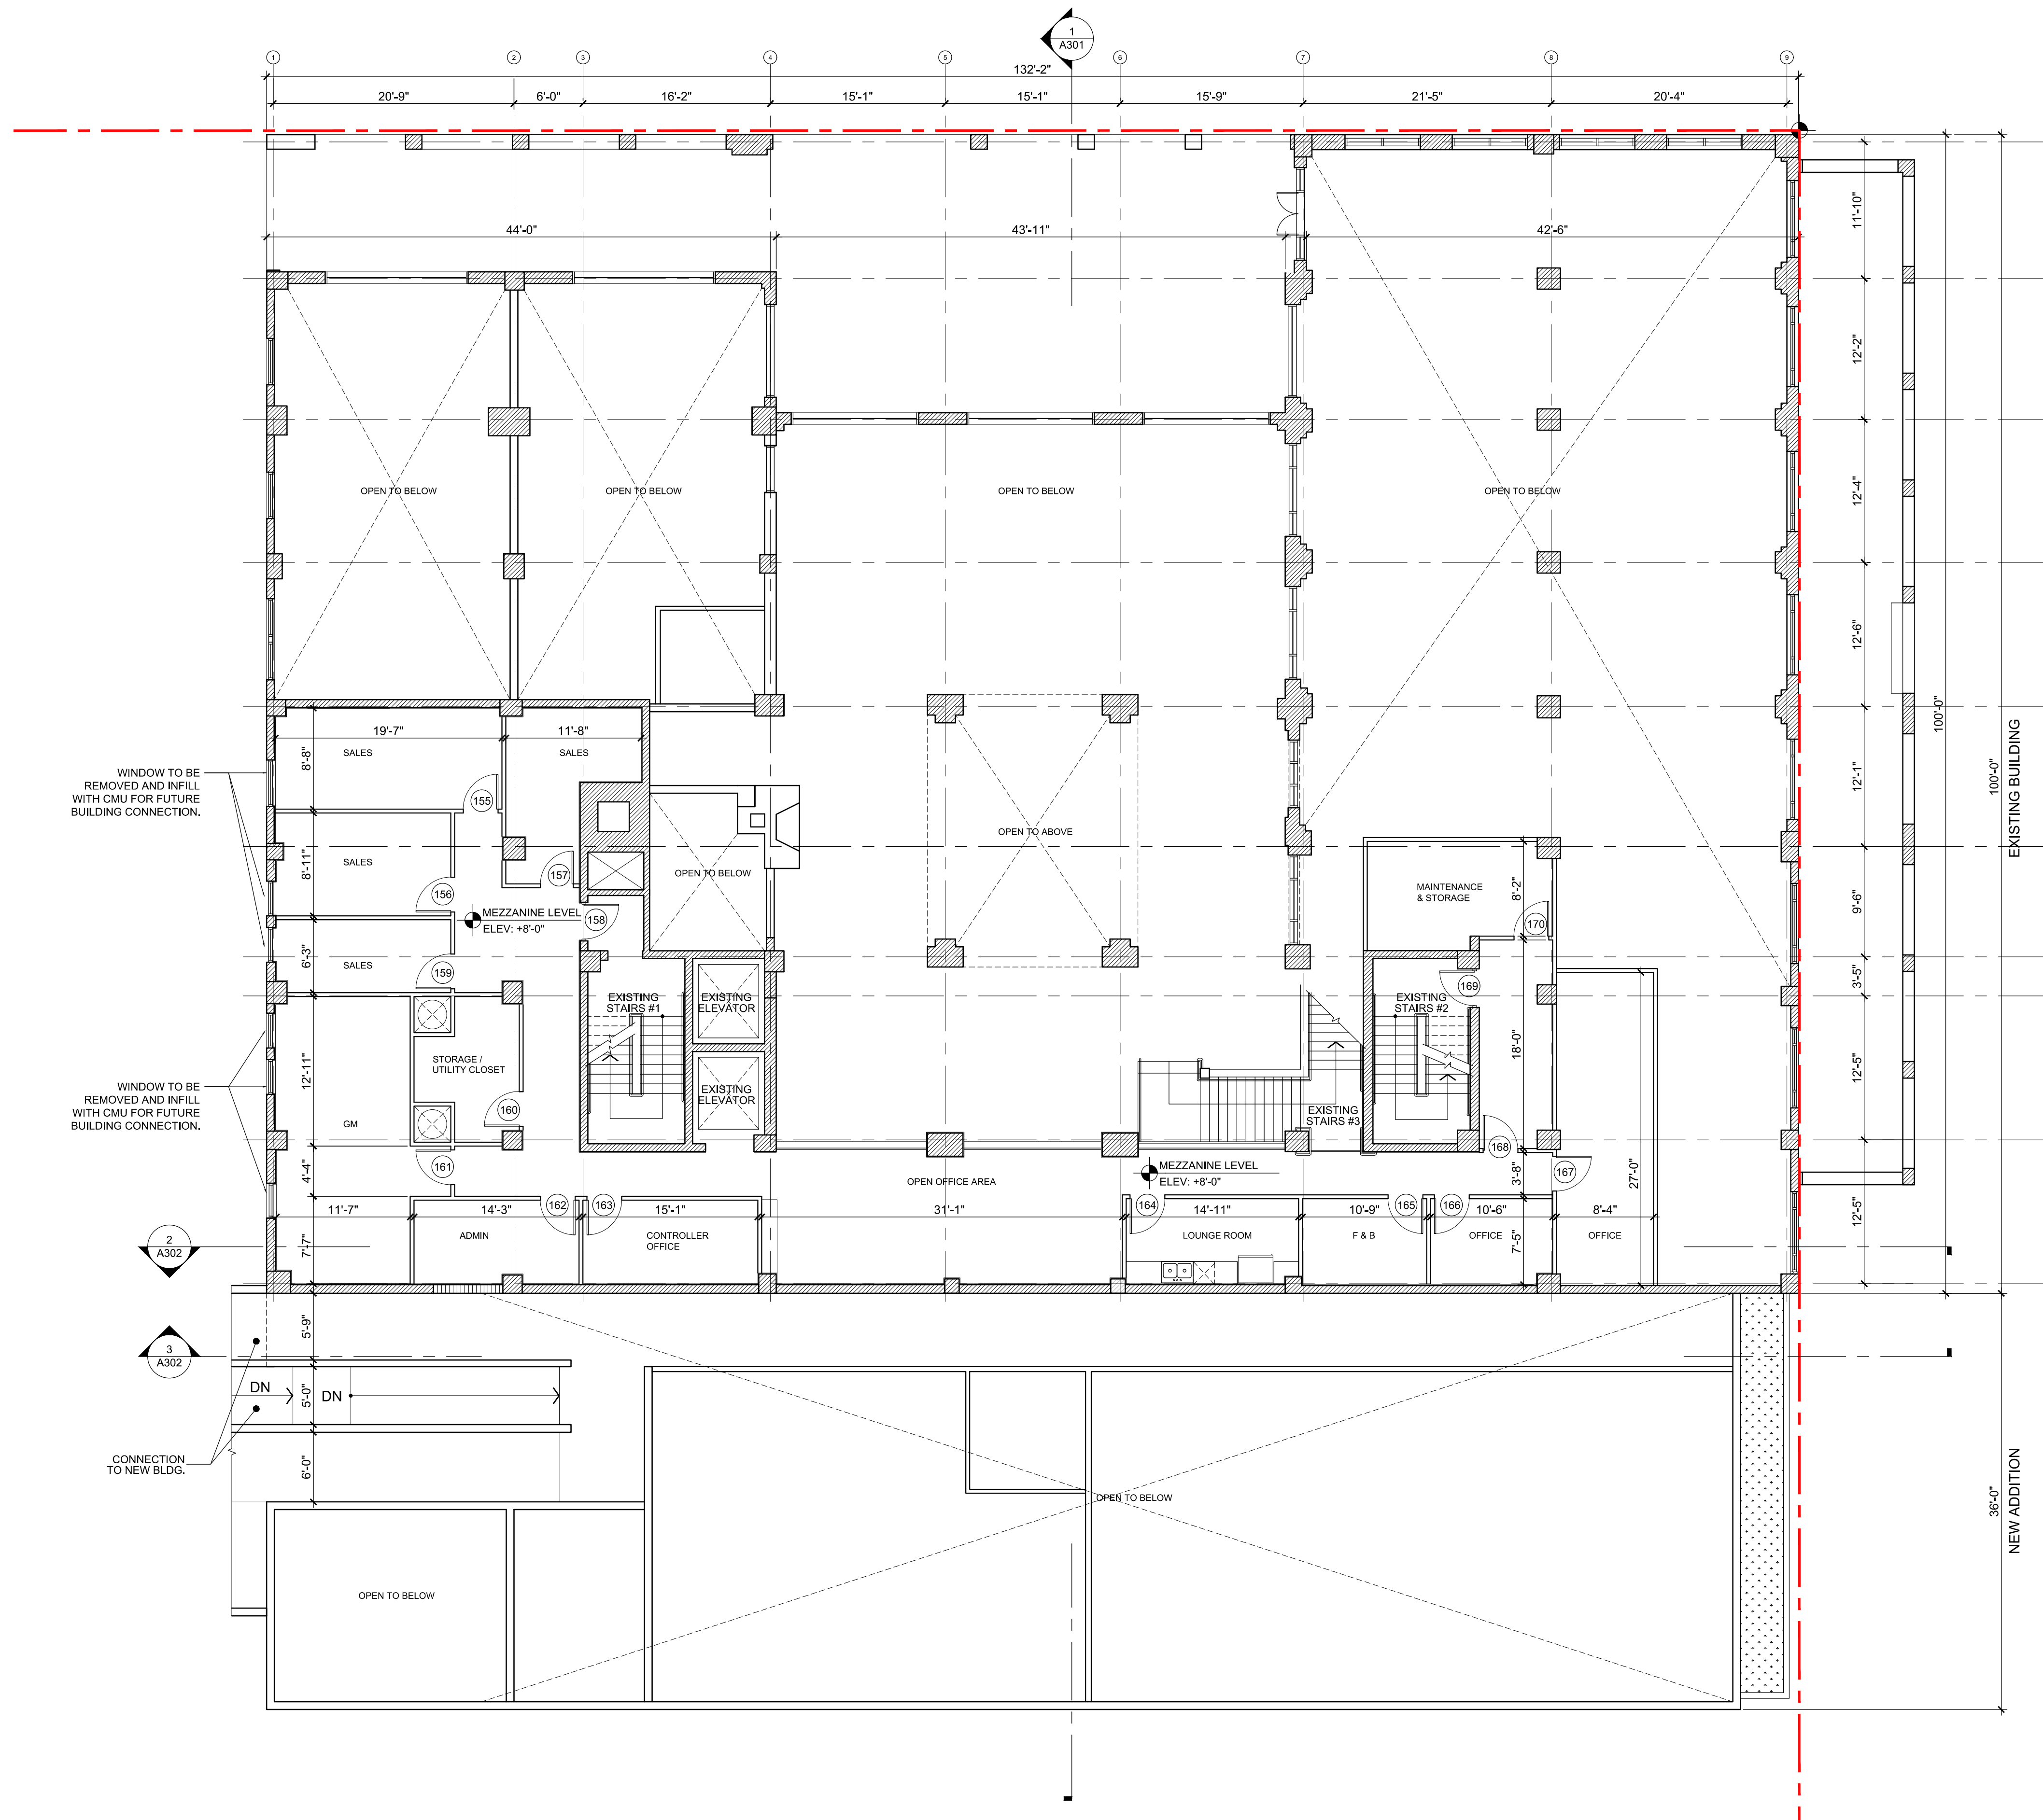 1
A301
1
2
3
4
5
6
7
8
9
132'-2"
20'-9"
6'-0"
16'-2"
15'-1"
15'-1"
15'-9"
21'-5"
20'-4"
44'-0"
43'-11"
42'-6"
11'-10"
12'-2"
12'-4"
12'-6"
12'-1"
9'-6"
3'-5"
12'-5"
12'-5"
100'-0"
100'-0"
EXISTING BUILDING
36'-0"
NEW ADDITION
OPEN TO BELOW
OPEN TO BELOW
OPEN TO BELOW
OPEN TO BELOW
19'-7"
11'-8"
8'-8"
SALES
SALES
WINDOW TO BE
REMOVED AND INFILL
WITH CMU FOR FUTURE
BUILDING CONNECTION.
155
8'-11"
SALES
156
157
OPEN TO BELOW
OPEN TO ABOVE
MEZZANINE LEVEL
ELEV: +8'-0"
158
6'-3"
SALES
159
MAINTENANCE
& STORAGE
8'-2"
170
EXISTING
STAIRS #1
EXISTING
ELEVATOR
EXISTING
STAIRS #2
169
STORAGE /
UTILITY CLOSET
12'-11"
GM
160
EXISTING
ELEVATOR
18'-0"
EXISTING
STAIRS #3
WINDOW TO BE
REMOVED AND INFILL
WITH CMU FOR FUTURE
BUILDING CONNECTION.
161
4'-4"
168
167
3'-8"
27'-0"
OPEN OFFICE AREA
MEZZANINE LEVEL
ELEV: +8'-0"
162
163
164
165
166
11'-7"
14'-3"
15'-1"
31'-1"
14'-11"
10'-9"
10'-6"
8'-4"
7'-7"
ADMIN
CONTROLLER
OFFICE
LOUNGE ROOM
F & B
OFFICE
7'-5"
OFFICE
2
A302
3
A302
5'-9"
DN
DN
5'-0"
6'-0"
CONNECTION
TO NEW BLDG.
OPEN TO BELOW
OPEN TO BELOW